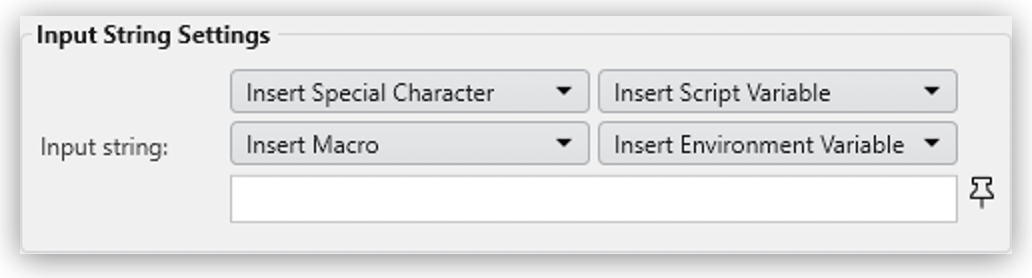 Input String Settings
Insert Special Character Insert Script Variable
Input string: Insert Macro Insert Environment Variable